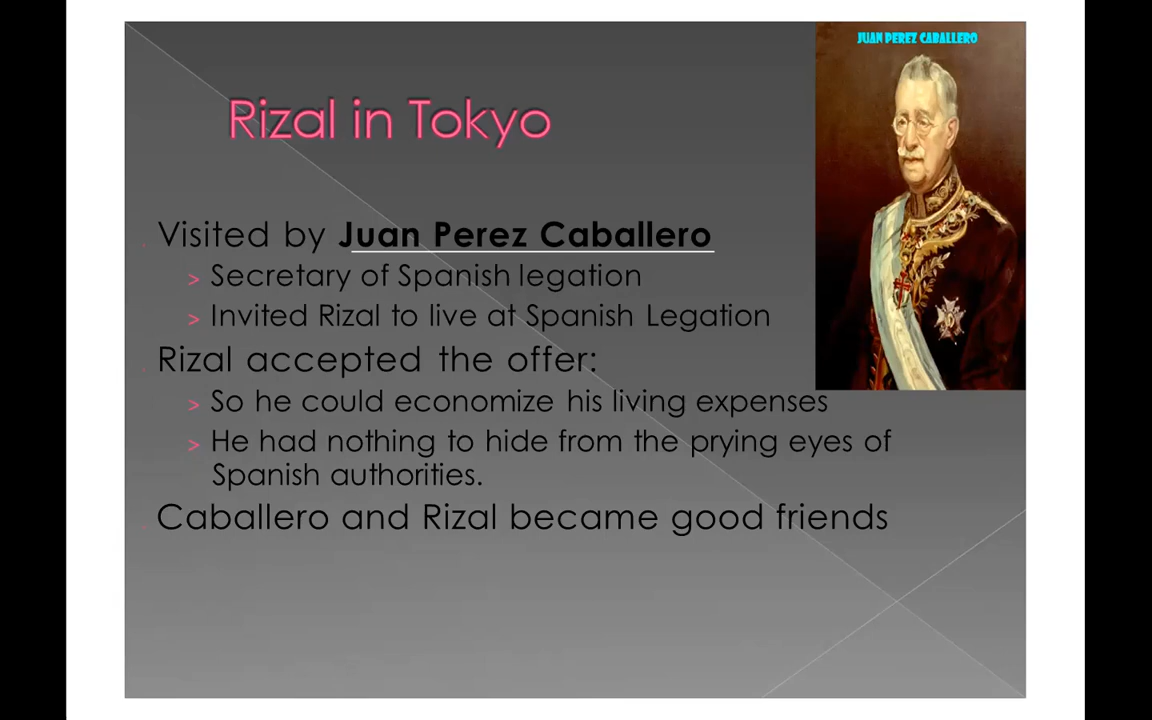 JUAN PEREZ CABALLERO
Rizal in Tokyo
Visited by Juan Perez Caballero
> Secretary of Spanish legation
> Invited Rizal to live at Spanish Legation
Rizal accepted the offer:
> So he could economize his living expenses
> He had nothing to hide from the prying eyes of
Spanish authorities.
Caballero and Rizal became good friends